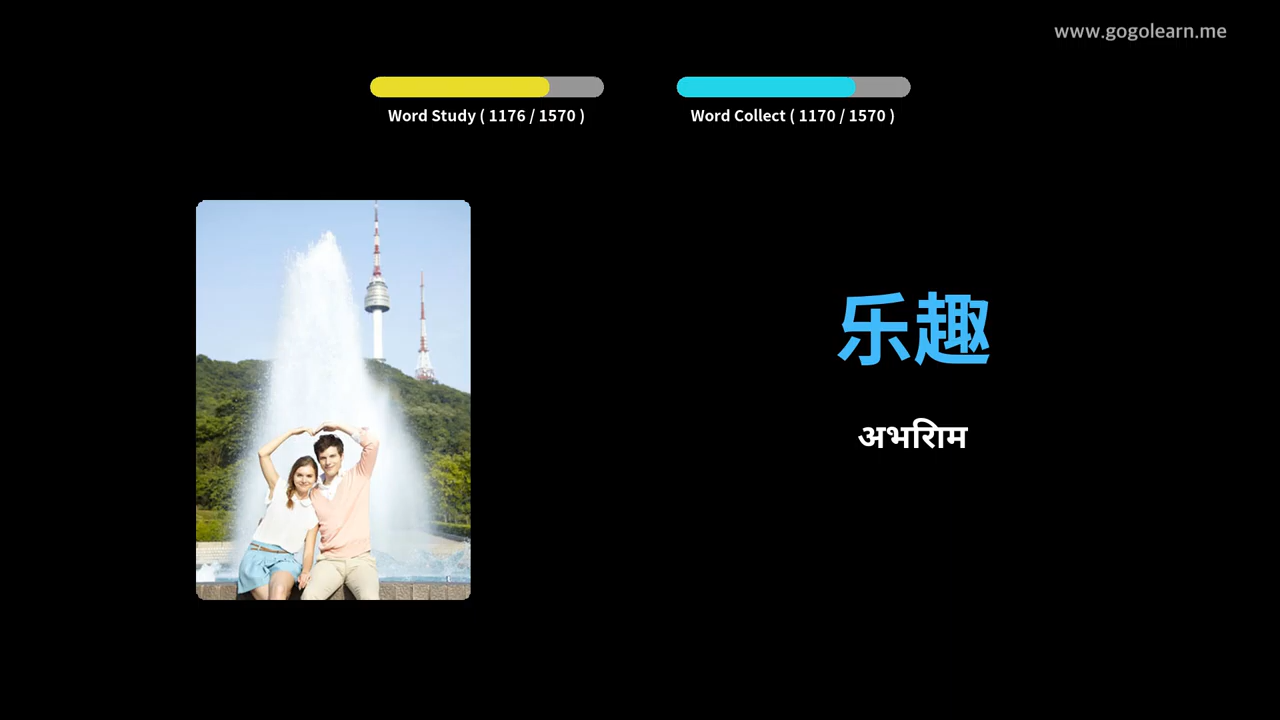 www.gogolearn.me
Word Study ( 1176 / 1570 )
Word Collect ( 1170 / 1570 )
乐趣
अभिराम